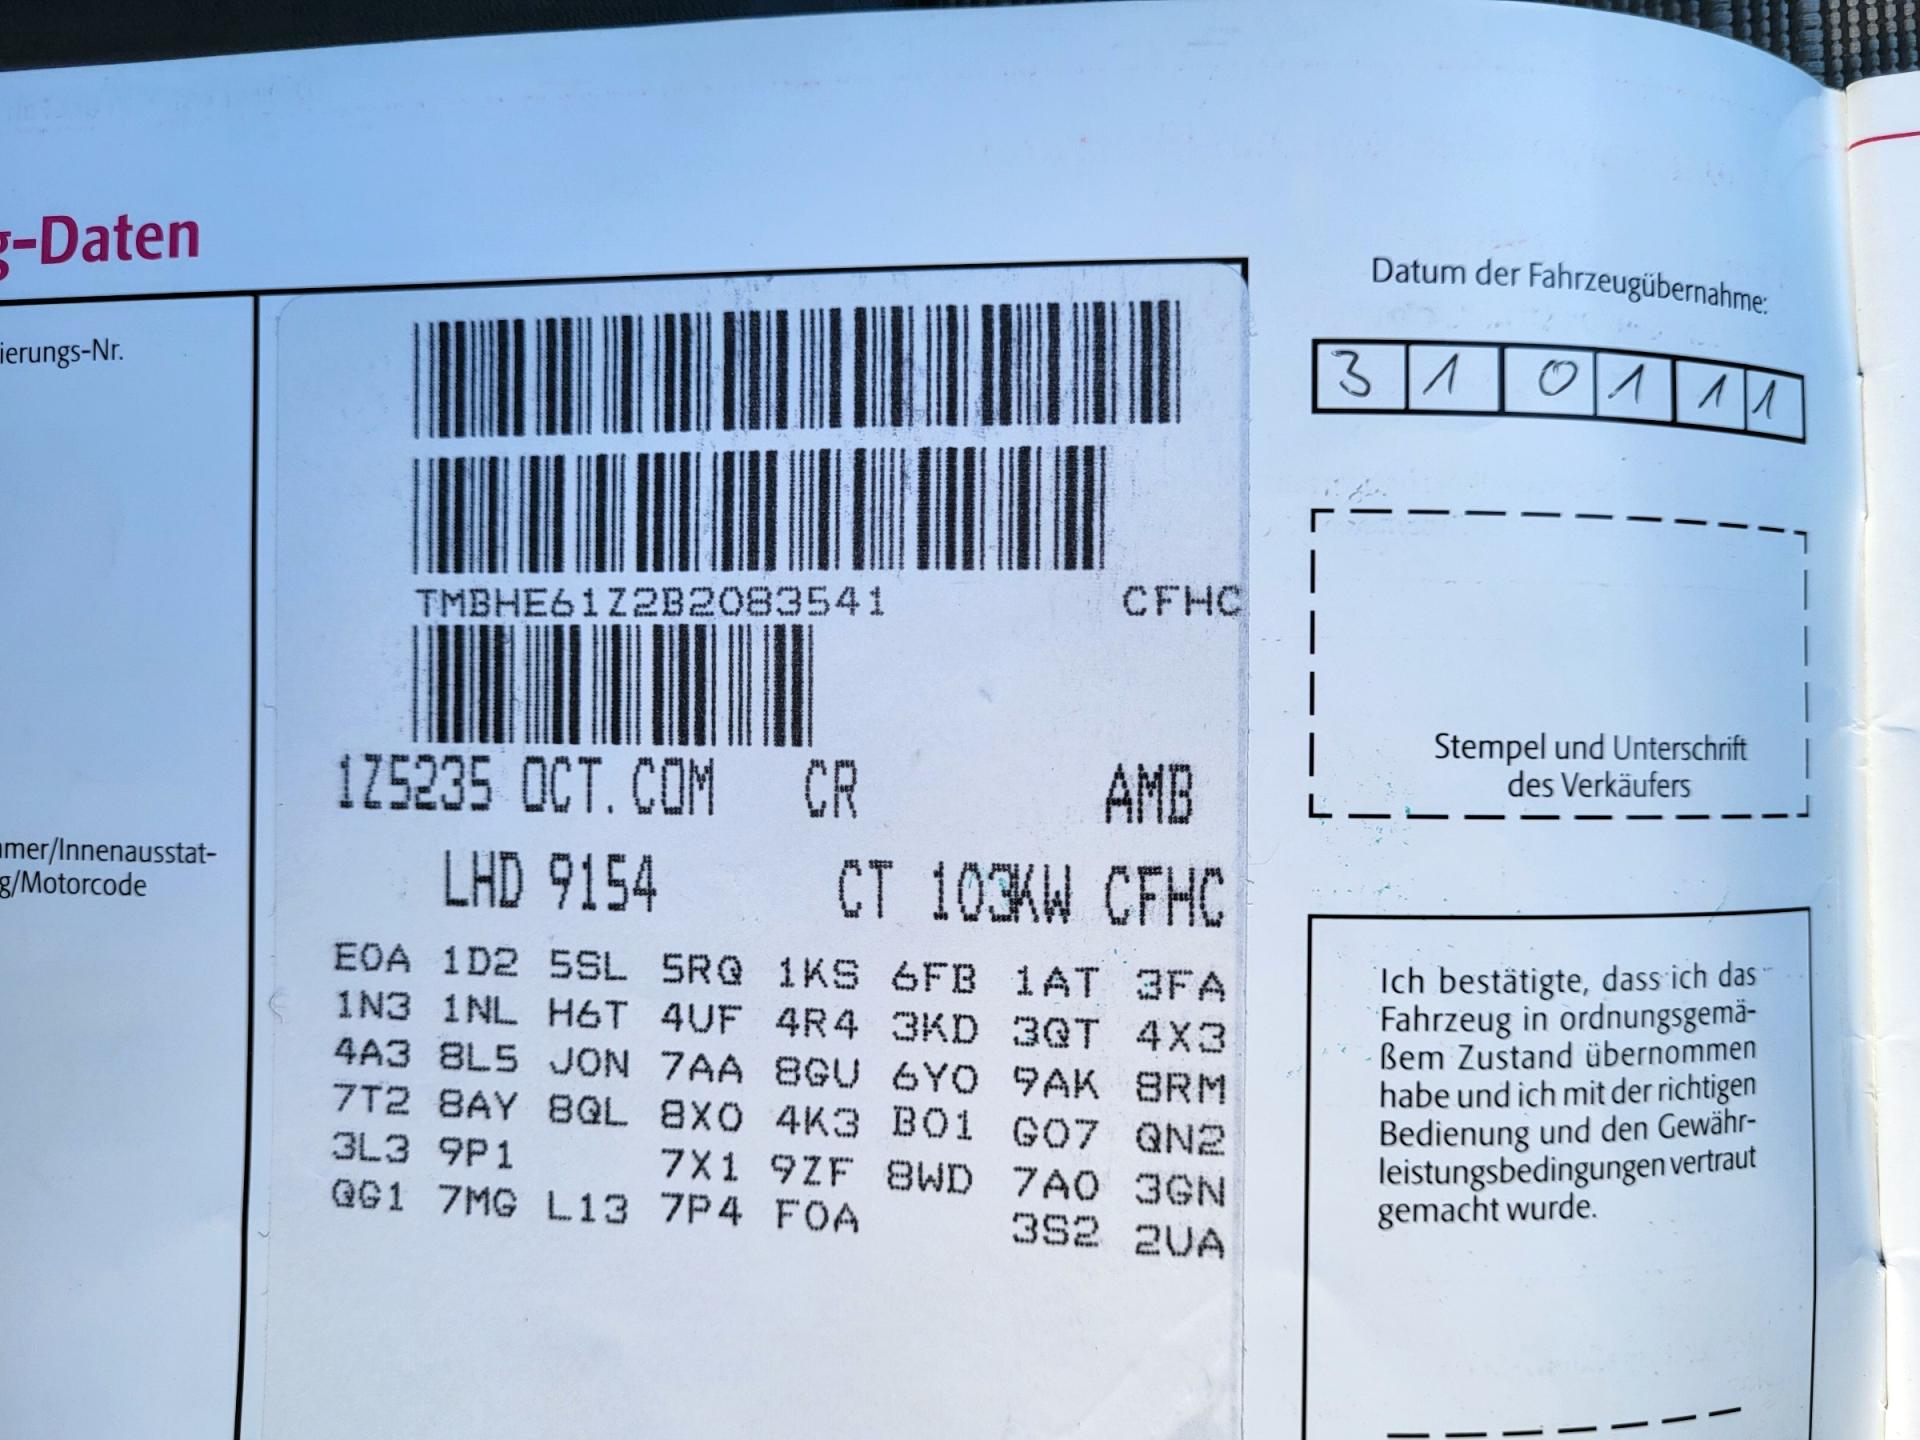 g-Daten
ierungs-Nr.
TMBHE61Z2B2083541 CFHC
1Z5235 OCT.COM CR AMB
LHD 9154 CT 103KW CFHC
E0A 1D2 5SL 5RQ 1KS 6FB 1AT 3FA
1N3 1NL H6T 4UF 4R4 3KD 3QT 4X3
4A3 8L5 J0N 7AA 8GU 6Y0 9AK 8RM
7T2 8AY 8QL 8X0 4K3 B01 G07 QN2
3L3 9P1 7X1 9ZF 8WD 7A0 3GN
QG1 7MG L13 7P4 F0A 3S2 2UA
mer/Innenausstat-
g/Motorcode
Datum der Fahrzeugübernahme:
3 1 0 1 1 1
Stempel und Unterschrift
des Verkäufers
Ich bestätigte, dass ich das
Fahrzeug in ordnungsgemä-
ßem Zustand übernommen
habe und ich mit der richtigen
Bedienung und den Gewähr-
leistungsbedingungen vertraut
gemacht wurde.